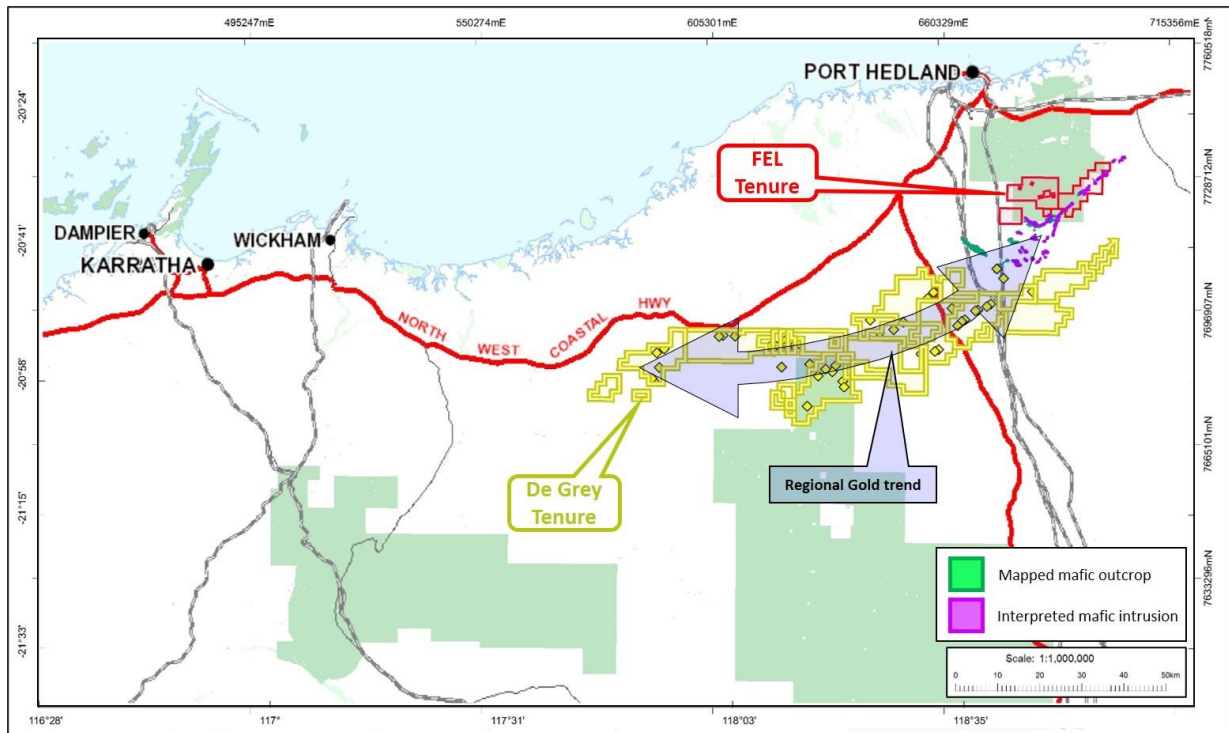 495247mE
550274mE
605301mE
660329mE
715356mE
7760518mN
-20°24
PORT HEDLAND
FEL
Tenure
7728712mN
DAMPIER
-20°41
WICKHAM
KARRATHA
NORTH
WEST
COASTAL
HWY
7696907mN
-20°58
De Grey
Tenure
Regional Gold trend
7665101mN
-21°15
Mapped mafic outcrop
7633296mN
Interpreted mafic intrusion
-21°33
Scale: 1:1,000,000
0
10
20
30
40
50km
116°28
117°
117°31
118°03
118°35